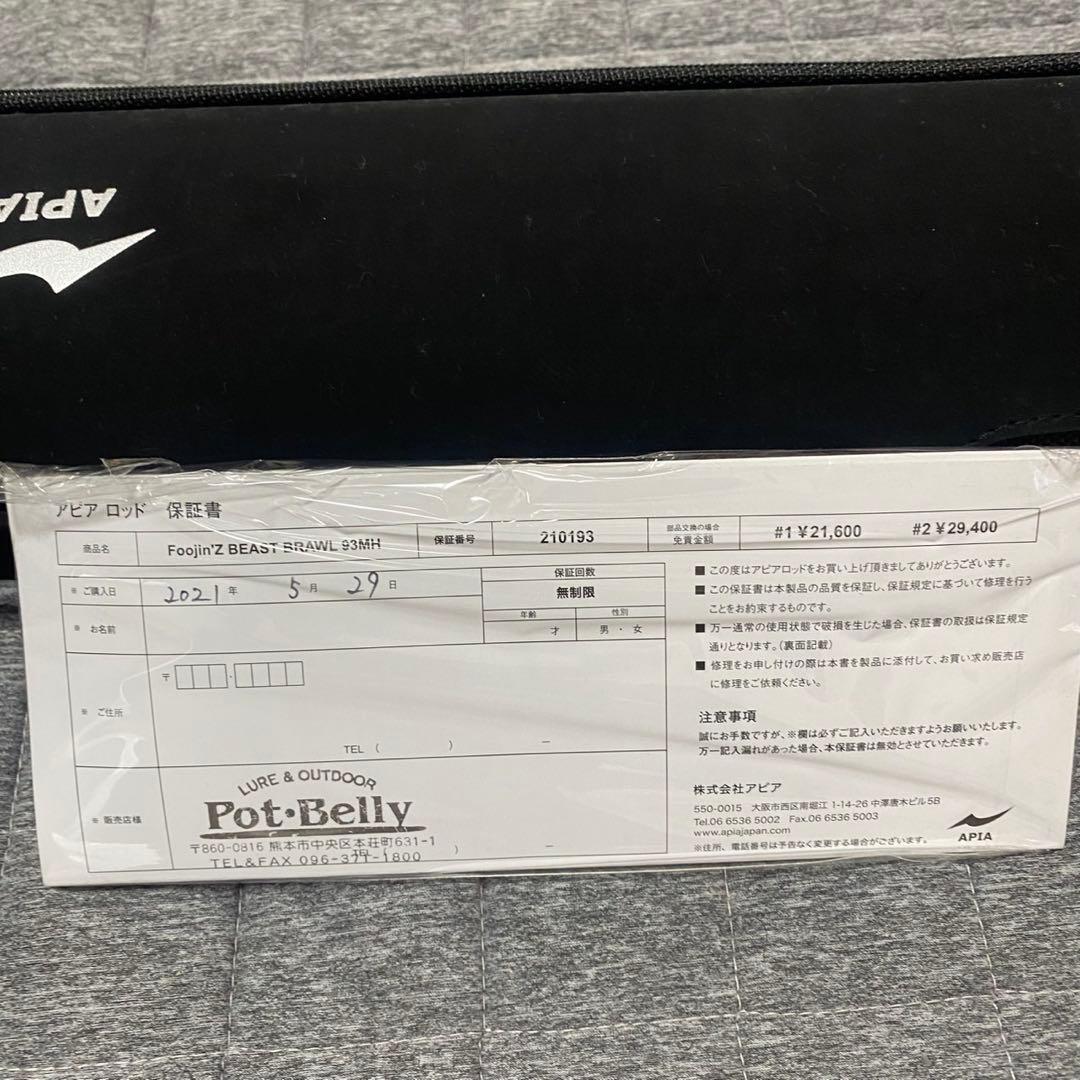 APIA
アピア ロッド 保証書
商品名 Foojin'Z BEAST BRAWL 93MH 保証番号 210193 部品交換の場合 免責金額 #1 ¥21,600 #2 ¥29,400
※ ご購入日 2021 年 5 月 29 日
保証回数
無制限
※ お名前
年齢 性別
才 男 ・ 女
※ ご住所
〒 -
TEL ( ) −
※ 販売店様
LURE & OUTDOOR
Pot・Belly
〒860-0816 熊本市中央区本荘町631-1
TEL&FAX 096-371-1800
TEL ) −
■ この度はアピアロッドをお買い上げ頂きましてありがとうございます。
■ この保証書は本製品の品質を保証し、保証規定に基づいて修理を行う
ことをお約束するものです。
■ 万一通常の使用状態で破損を生じた場合、保証書の取扱は保証規定
通りとなります。(裏面記載)
■ 修理をお申し付けの際は本書を製品に添付して、お買い求め販売店
に修理をご依頼ください。
注意事項
誠にお手数ですが、※欄は必ずご記入いただきますようお願いいたします。
万一記入漏れがあった場合、本保証書は無効とさせていただきます。
株式会社アピア
550-0015 大阪市西区南堀江 1-14-26 中澤唐木ビル5B
Tel.06 6536 5002 Fax.06 6536 5003
www.apiajapan.com
※住所、電話番号は予告なく変更する場合がございます。
APIA